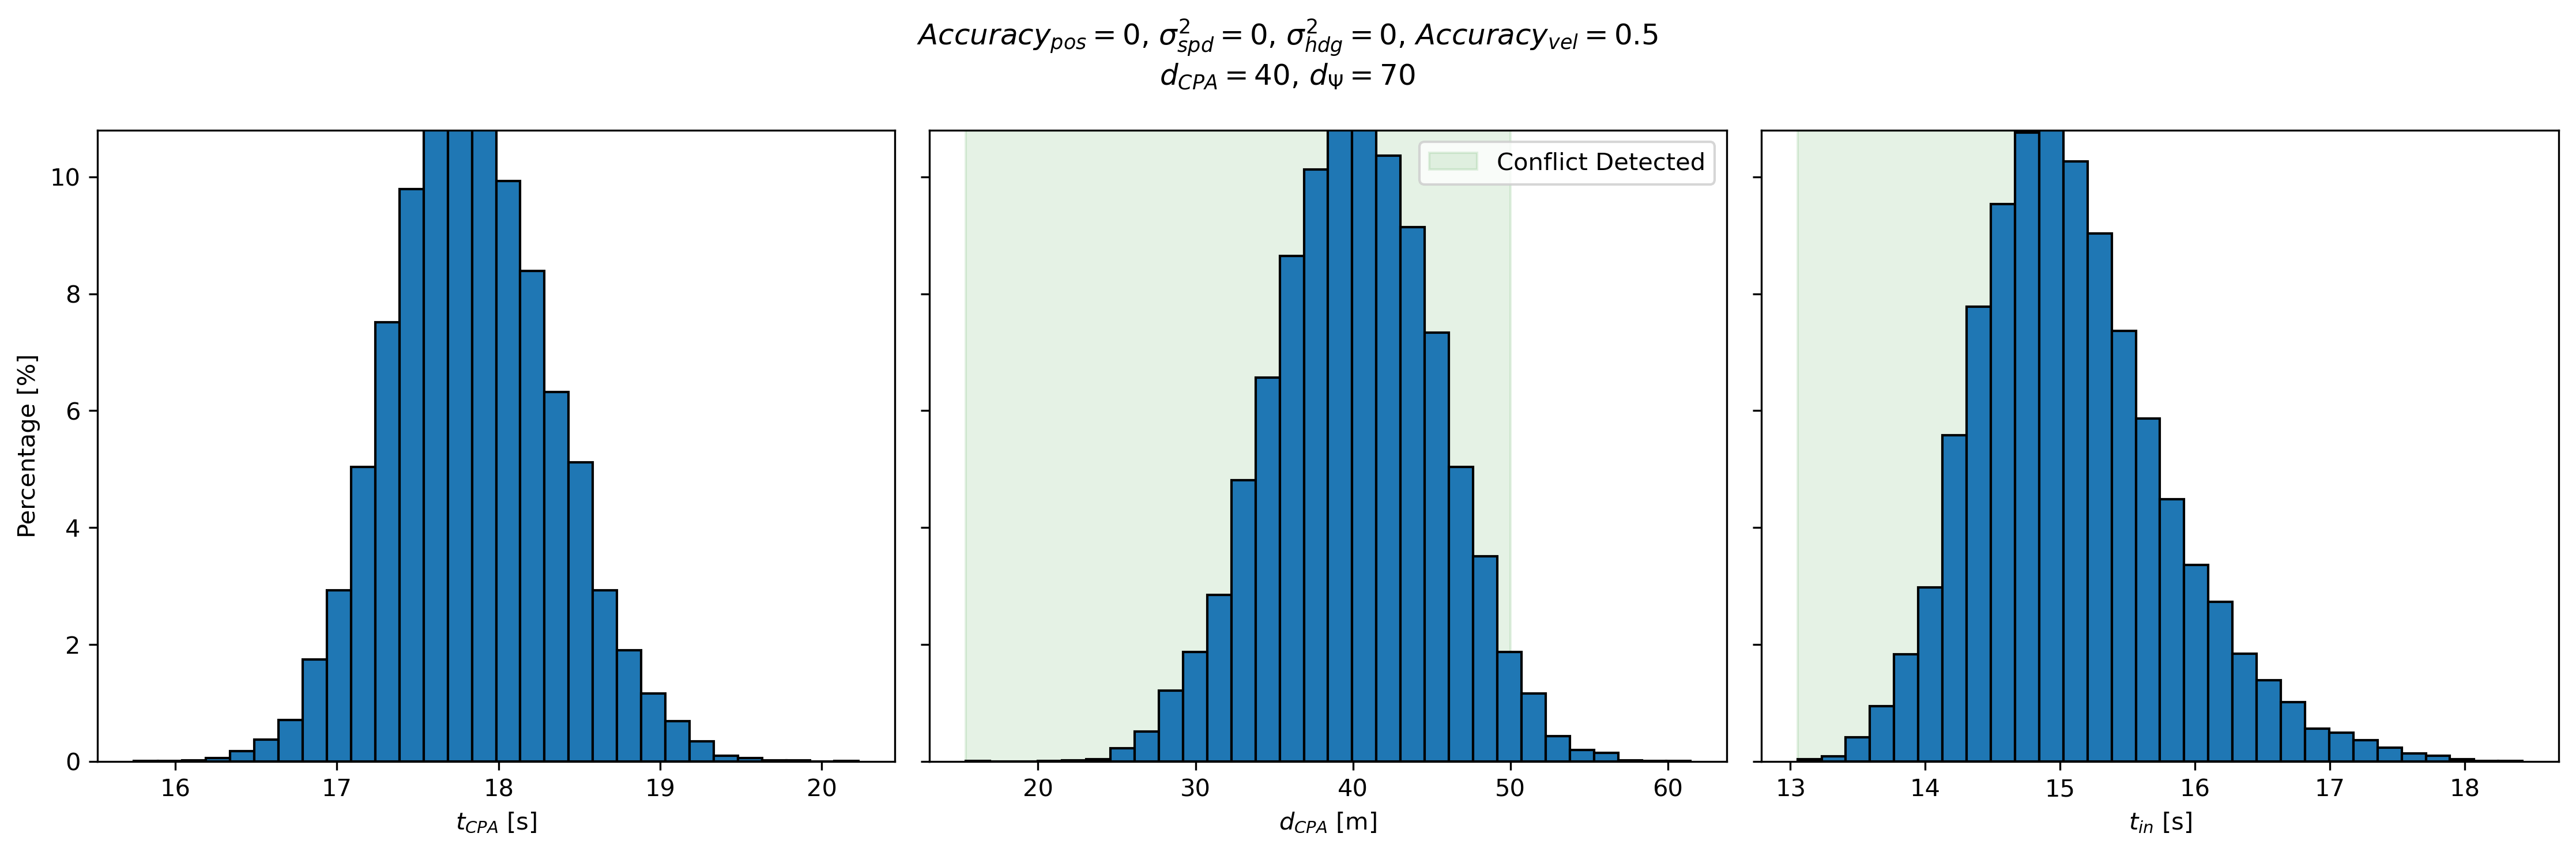 Accuracy_pos = 0, σ²_spd = 0, σ²_hdg = 0, Accuracy_vel = 0.5
d_CPA = 40, d_Ψ = 70
Percentage [%]
10
8
6
4
2
0
16 17 18 19 20
t_CPA [s]
Conflict Detected
20 30 40 50 60
d_CPA [m]
13 14 15 16 17 18
t_in [s]